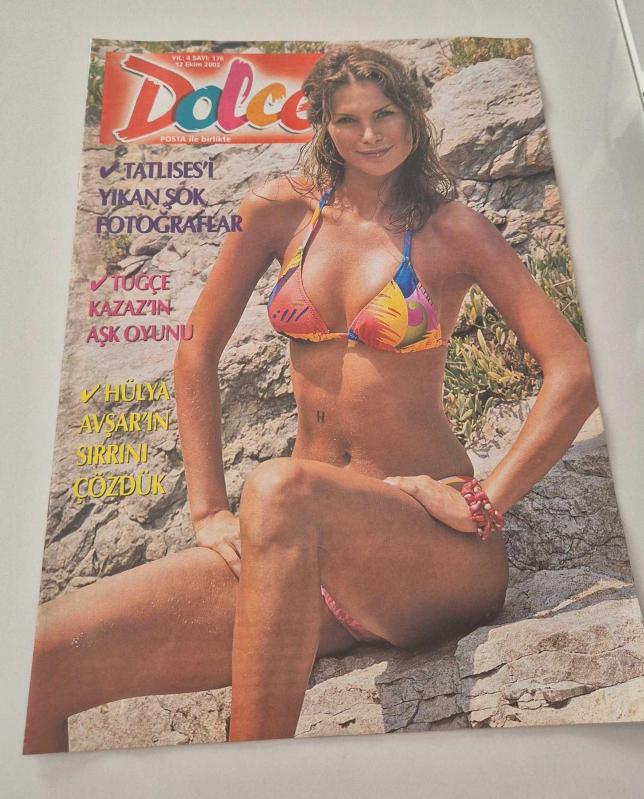 YIL: 4 SAYI: 176
12 Ekim 2003
Dolce
POSTA ile birlikte
✔ TATLISES'İ
YIKAN ŞOK
FOTOĞRAFLAR
✔ TUĞÇE
KAZAZ'IN
AŞK OYUNU
✔ HÜLYA
AVŞAR'IN
SIRRINI
ÇÖZDÜK
H